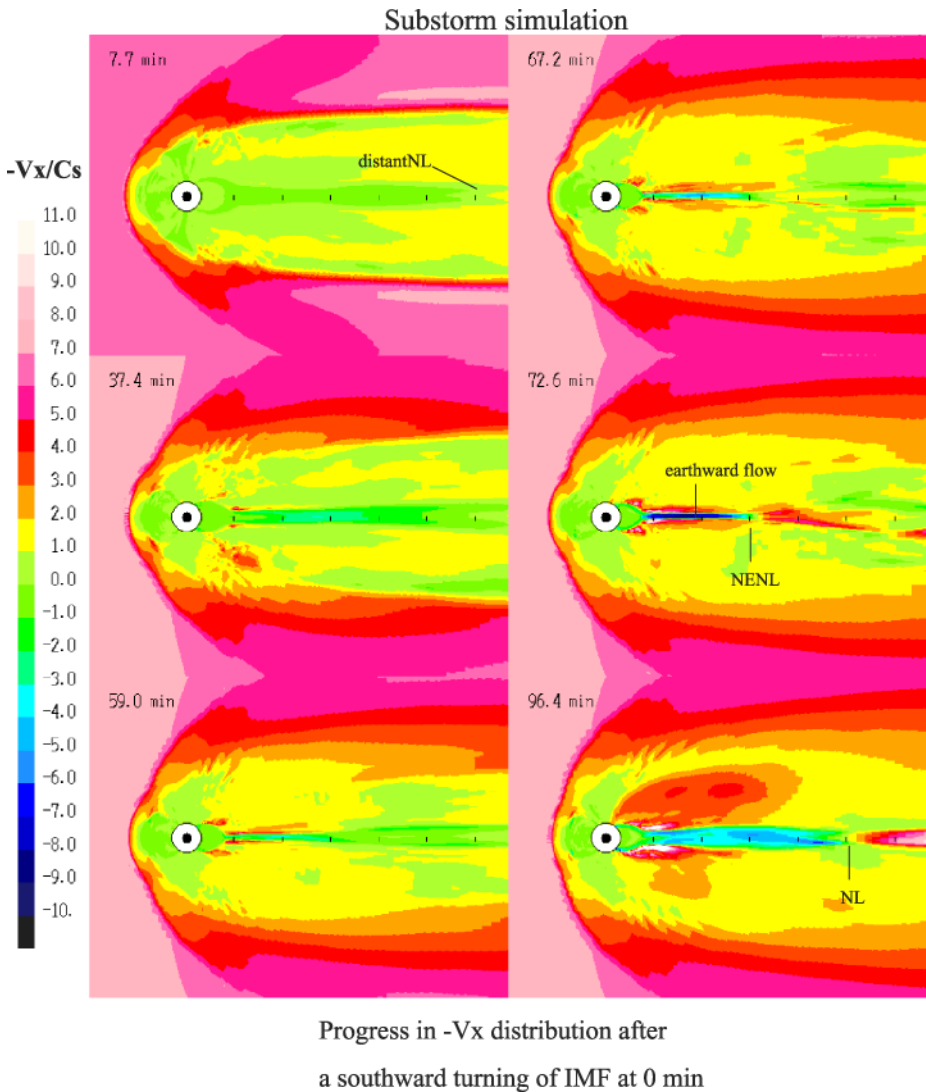 Substorm simulation
-Vx/Cs
11.0
10.0
9.0
8.0
7.0
6.0
5.0
4.0
3.0
2.0
1.0
0.0
-1.0
-2.0
-3.0
-4.0
-5.0
-6.0
-7.0
-8.0
-9.0
-10.
7.7 min
distantNL
67.2 min
37.4 min
72.6 min
earthward flow
NENL
59.0 min
96.4 min
NL
Progress in -Vx distribution after
a southward turning of IMF at 0 min